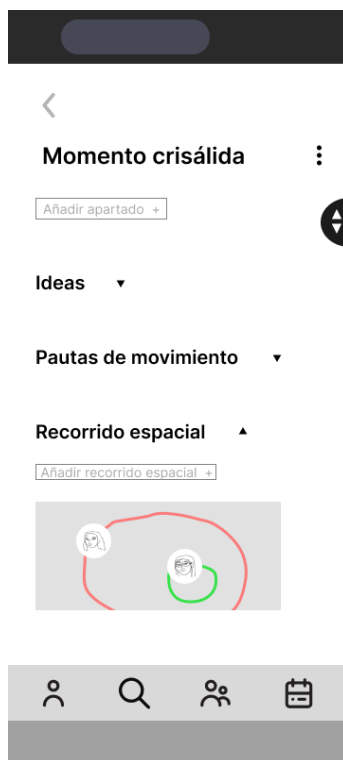 Momento crisálida
Añadir apartado +
Ideas
Pautas de movimiento
Recorrido espacial
Añadir recorrido espacial +